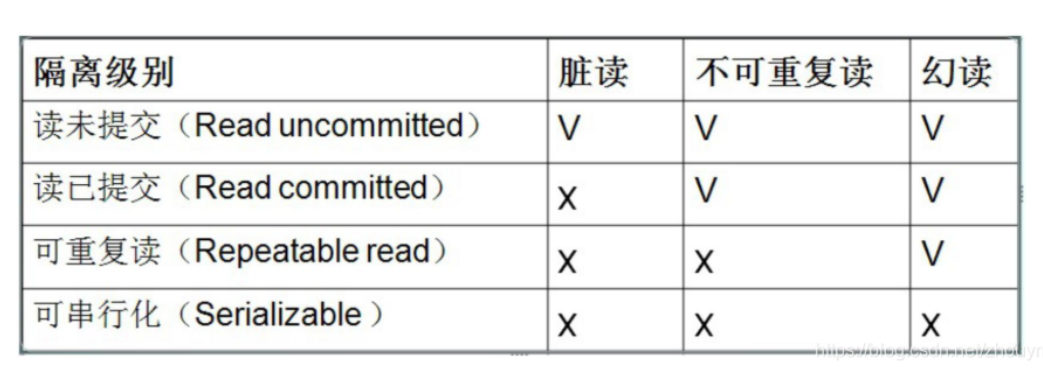 隔离级别 脏读 不可重复读 幻读
读未提交（Read uncommitted） V V V
读已提交（Read committed） x V V
可重复读（Repeatable read） x x V
可串行化（Serializable ） x x x
https://blog.csdn.net/zhouyr